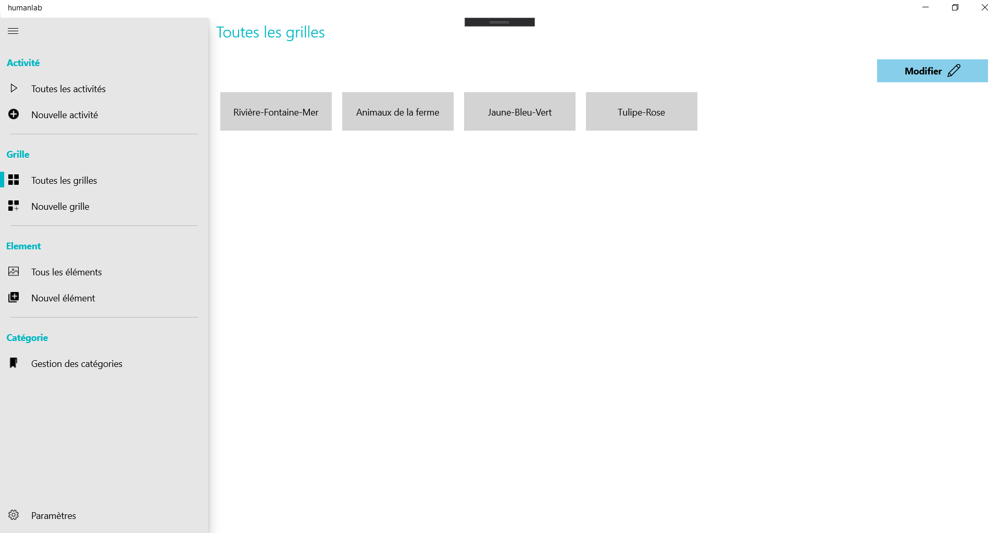 humanlab
Toutes les grilles
Activité
Toutes les activités
Nouvelle activité
Grille
Toutes les grilles
Nouvelle grille
Element
Tous les éléments
Nouvel élément
Catégorie
Gestion des catégories
Paramètres
Modifier
Rivière-Fontaine-Mer
Animaux de la ferme
Jaune-Bleu-Vert
Tulipe-Rose